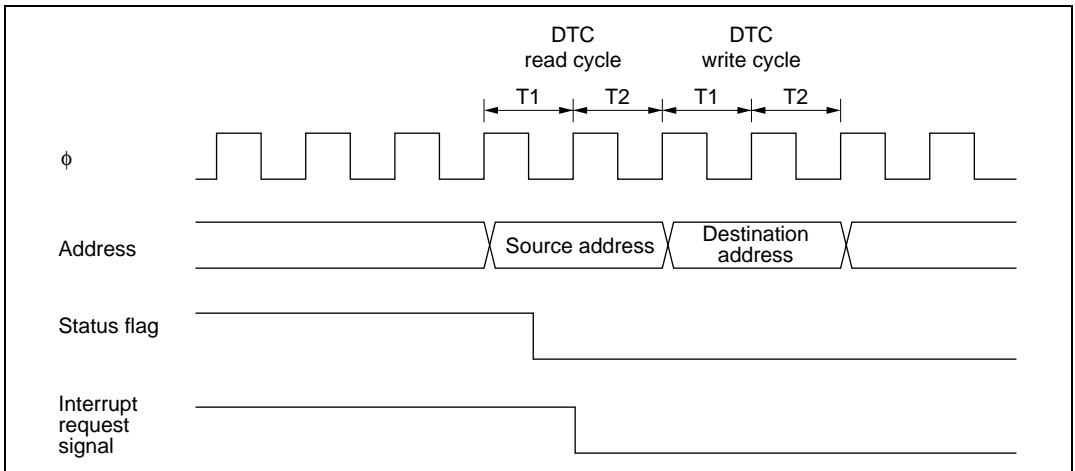 DTC
read cycle
DTC
write cycle
T1
T2
T1
T2
ϕ
Address
Source address
Destination
address
Status flag
Interrupt
request
signal